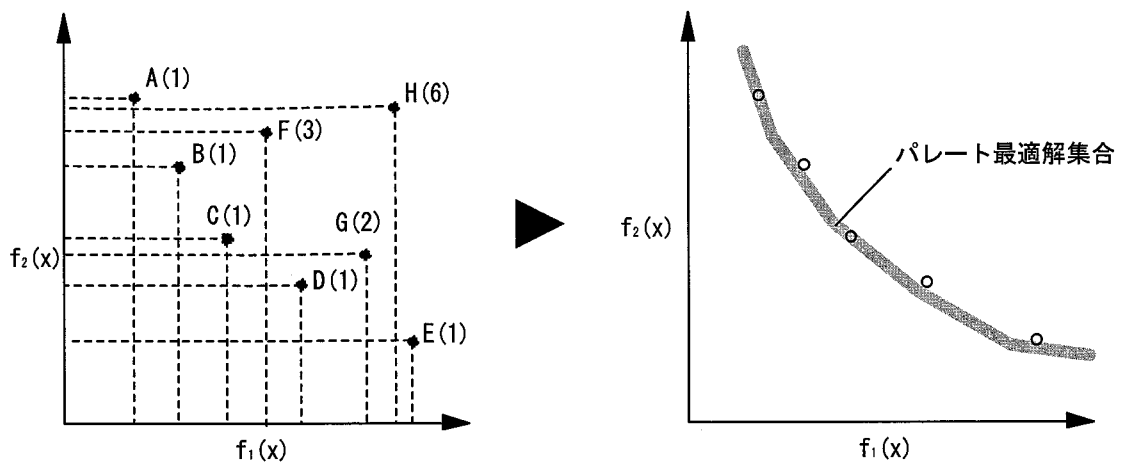 A(1)
H(6)
F(3)
B(1)
C(1)
G(2)
f₂(x)
D(1)
E(1)
f₁(x)
パレート最適解集合
f₂(x)
f₁(x)